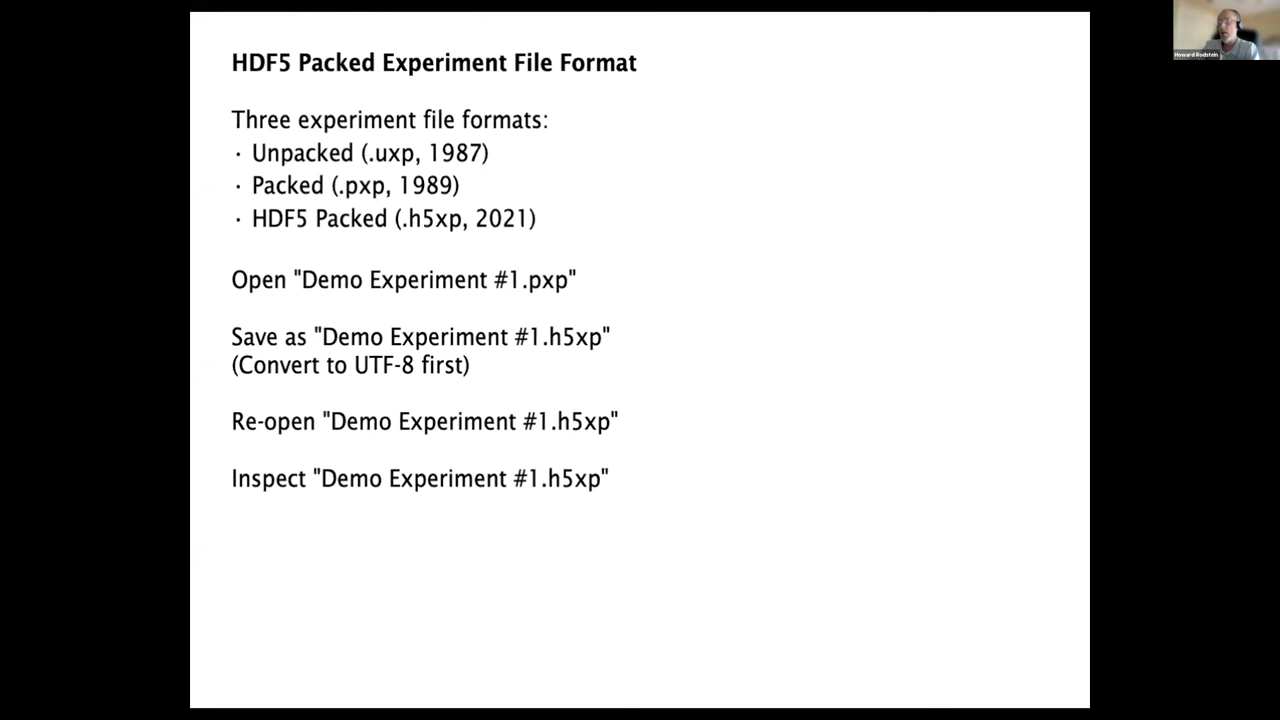 Howard Rodstein
HDF5 Packed Experiment File Format
Three experiment file formats:
· Unpacked (.uxp, 1987)
· Packed (.pxp, 1989)
· HDF5 Packed (.h5xp, 2021)
Open "Demo Experiment #1.pxp"
Save as "Demo Experiment #1.h5xp"
(Convert to UTF-8 first)
Re-open "Demo Experiment #1.h5xp"
Inspect "Demo Experiment #1.h5xp"